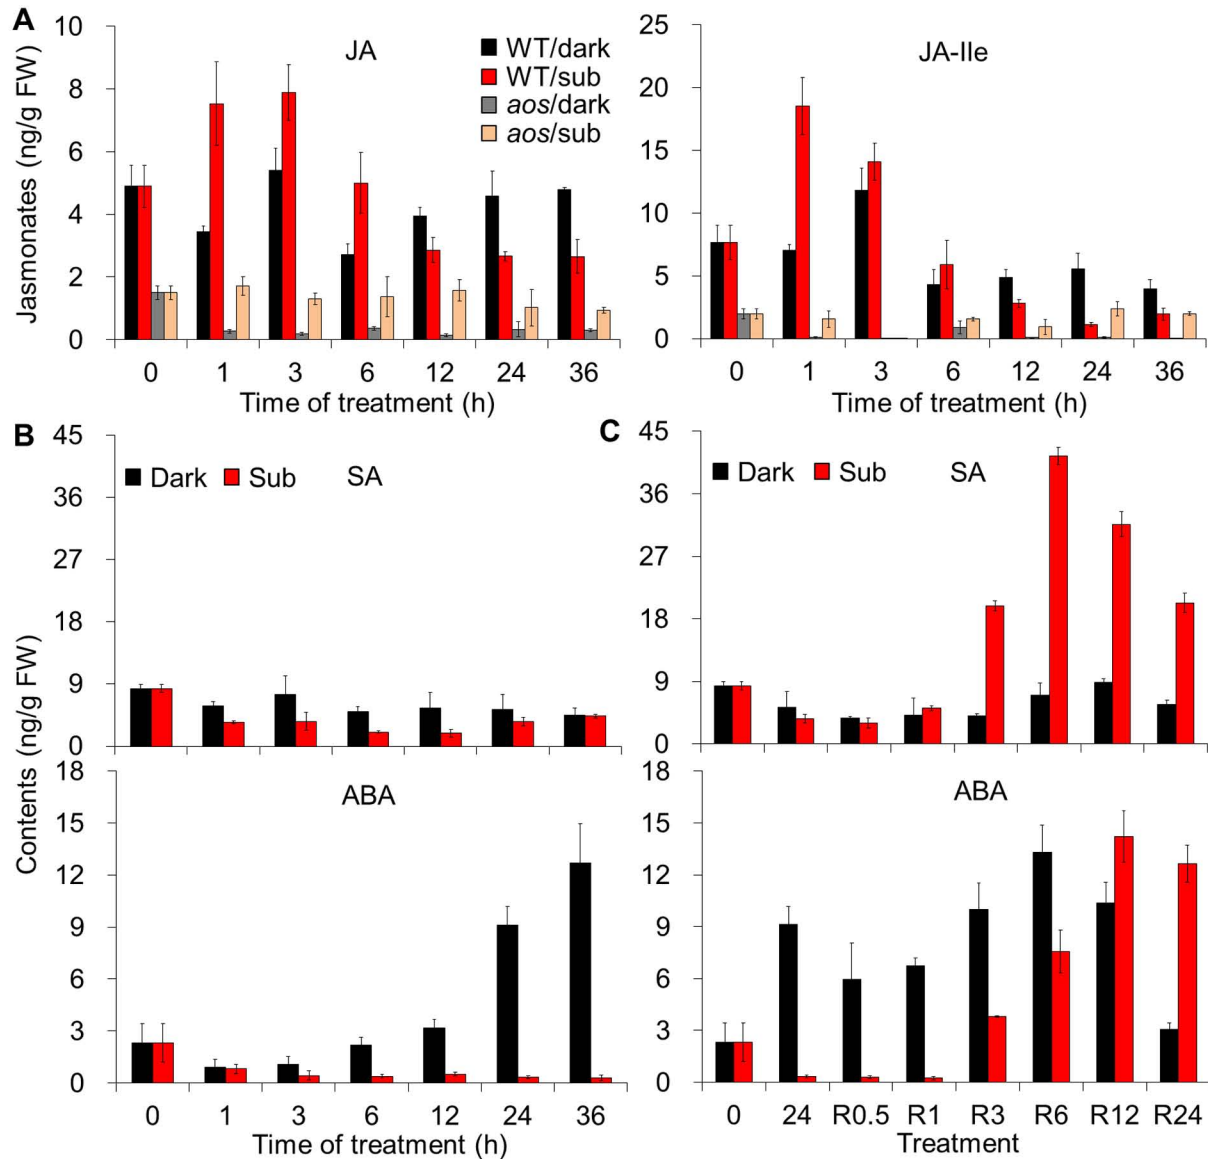 A
JA
WT/dark
WT/sub
aos/dark
aos/sub
Jasmonates (ng/g FW)
10
8
6
4
2
0
0 1 3 6 12 24 36
Time of treatment (h)
JA-Ile
25
20
15
10
5
0
0 1 3 6 12 24 36
Time of treatment (h)
B
Dark Sub SA
45
36
27
18
9
0
Contents (ng/g FW)
ABA
18
15
12
9
6
3
0
0 1 3 6 12 24 36
Time of treatment (h)
C
Dark Sub SA
45
36
27
18
9
0
ABA
18
15
12
9
6
3
0
0 24 R0.5 R1 R3 R6 R12 R24
Treatment